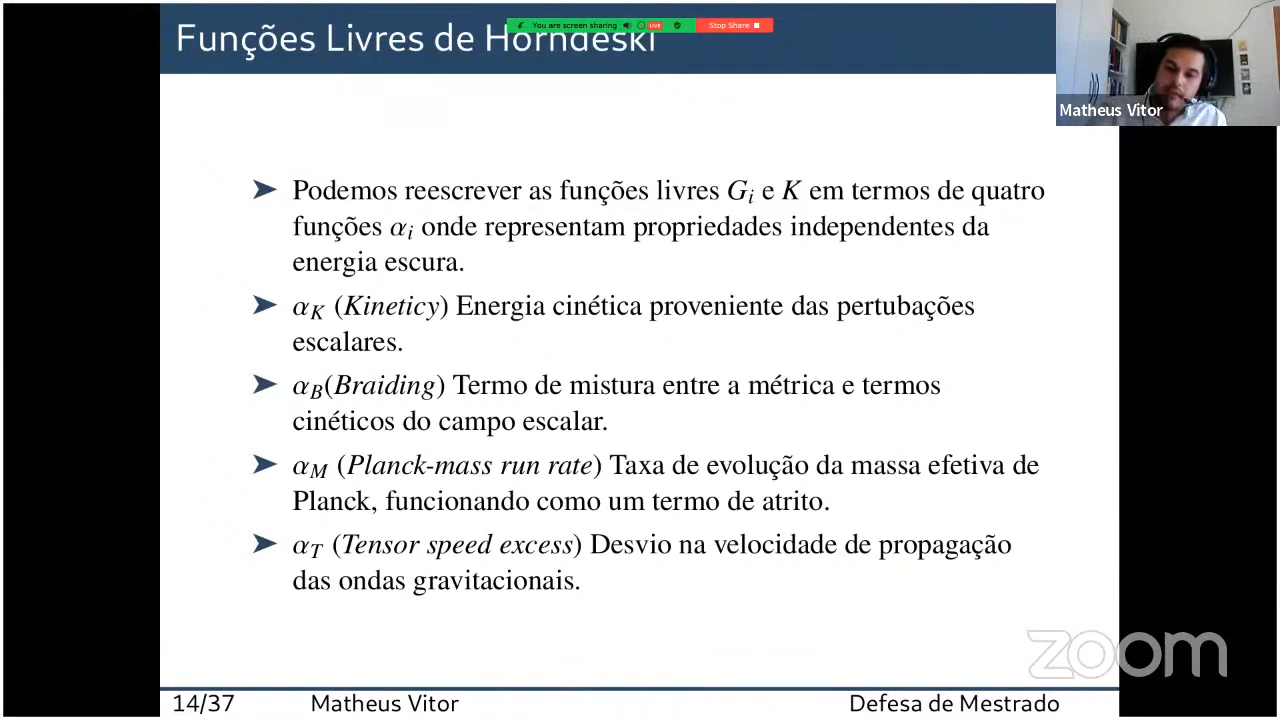 You are screen sharing LIVE Stop Share
Funções Livres de Horndeski
Matheus Vitor
➤ Podemos reescrever as funções livres Gᵢ e K em termos de quatro
funções αᵢ onde representam propriedades independentes da
energia escura.
➤ α_K (Kineticy) Energia cinética proveniente das pertubações
escalares.
➤ α_B(Braiding) Termo de mistura entre a métrica e termos
cinéticos do campo escalar.
➤ α_M (Planck-mass run rate) Taxa de evolução da massa efetiva de
Planck, funcionando como um termo de atrito.
➤ α_T (Tensor speed excess) Desvio na velocidade de propagação
das ondas gravitacionais.
zoom
14/37 Matheus Vitor Defesa de Mestrado